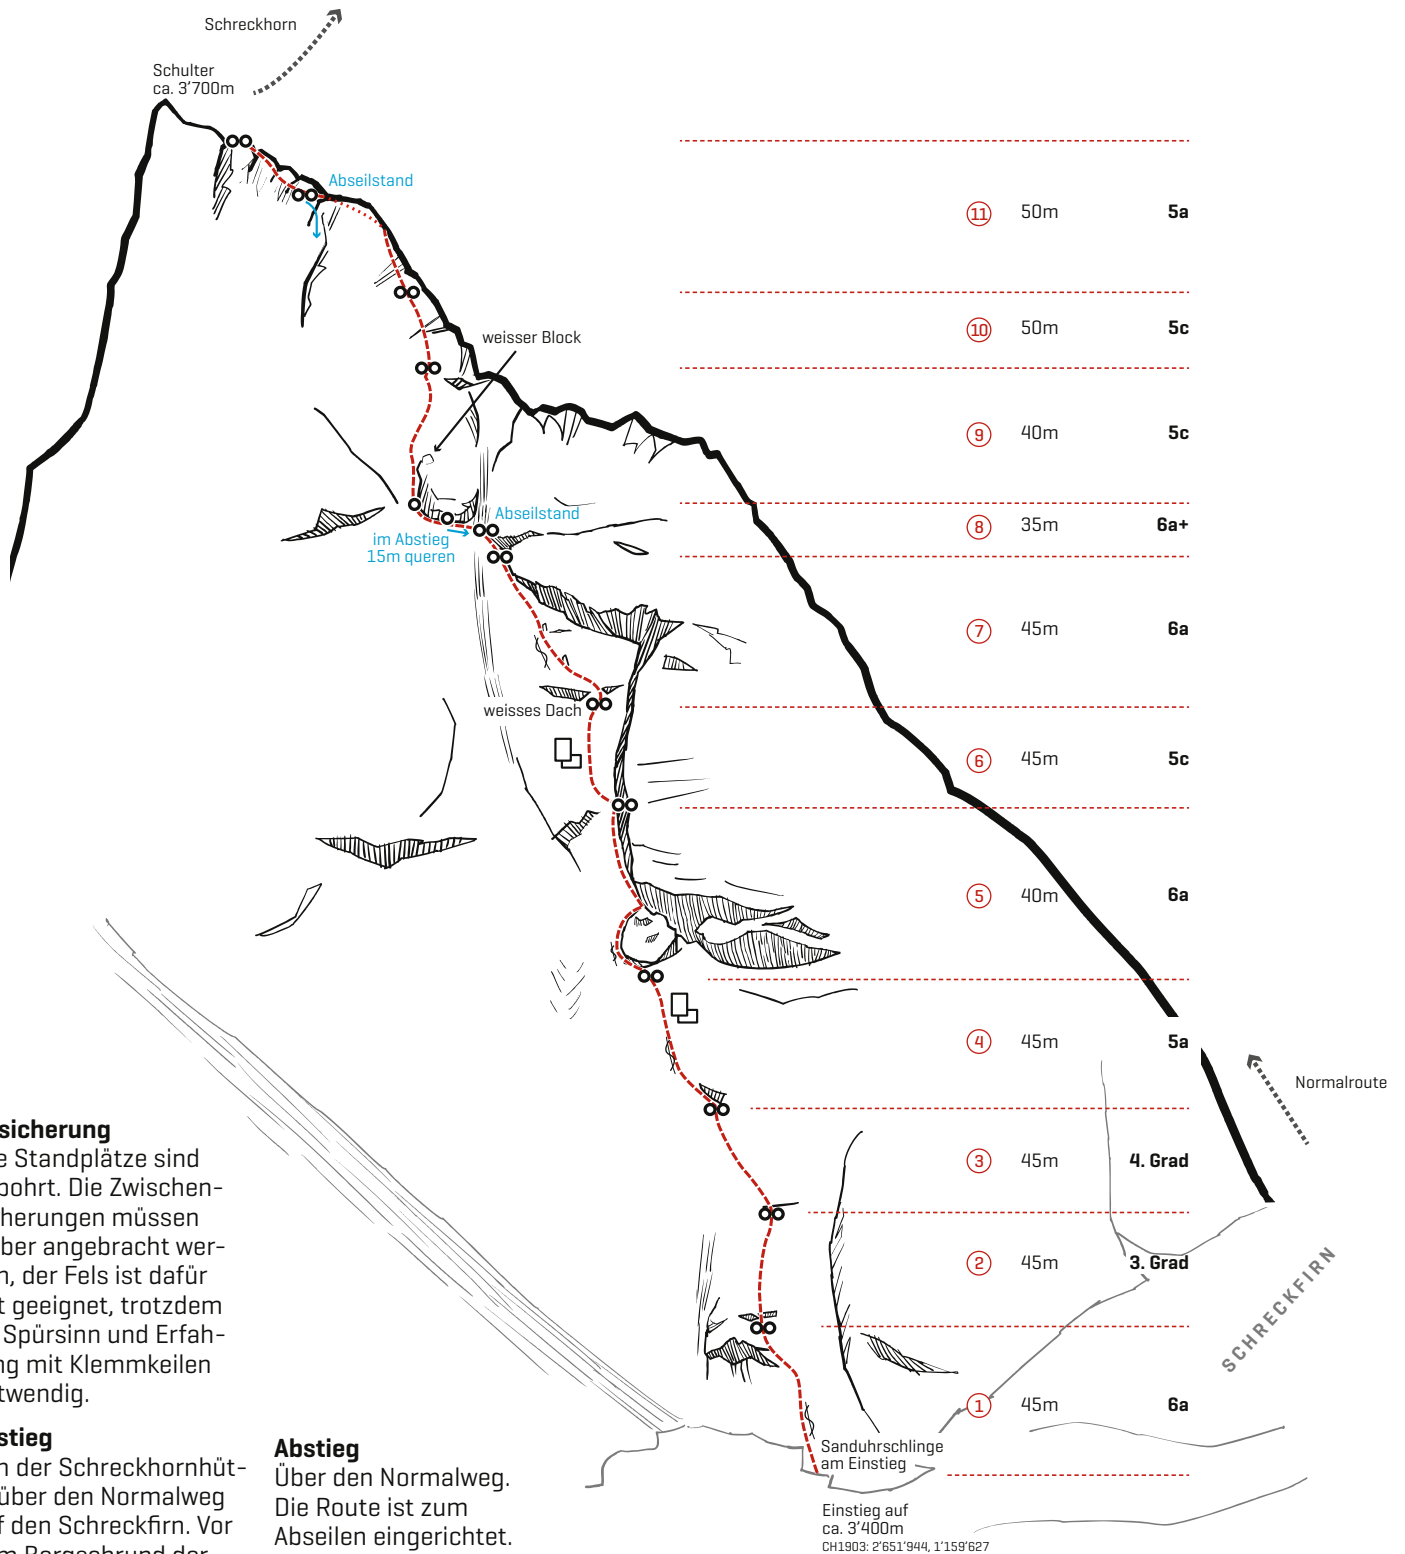 Schreckhorn
Schulter
ca. 3’700m
Abseilstand
weisser Block
Abseilstand
im Abstieg
15m queren
weisses Dach
11 50m 5a
10 50m 5c
9 40m 5c
8 35m 6a+
7 45m 6a
6 45m 5c
5 40m 6a
4 45m 5a
3 45m 4. Grad
2 45m 3. Grad
1 45m 6a
Normalroute
SCHRECKFIRN
Sanduhrschlinge
am Einstieg
Einstieg auf
ca. 3’400m
CH1903: 2’651’944, 1’159’627
sicherung
e Standplätze sind
bohrt. Die Zwischen-
herungen müssen
ber angebracht wer-
n, der Fels ist dafür
t geeignet, trotzdem
Spürsinn und Erfah-
ng mit Klemmkeilen
twendig.
stieg
n der Schreckhornhüt-
über den Normalweg
f den Schreckfirn. Vor
m Bergschrund der
Abstieg
Über den Normalweg.
Die Route ist zum
Abseilen eingerichtet.